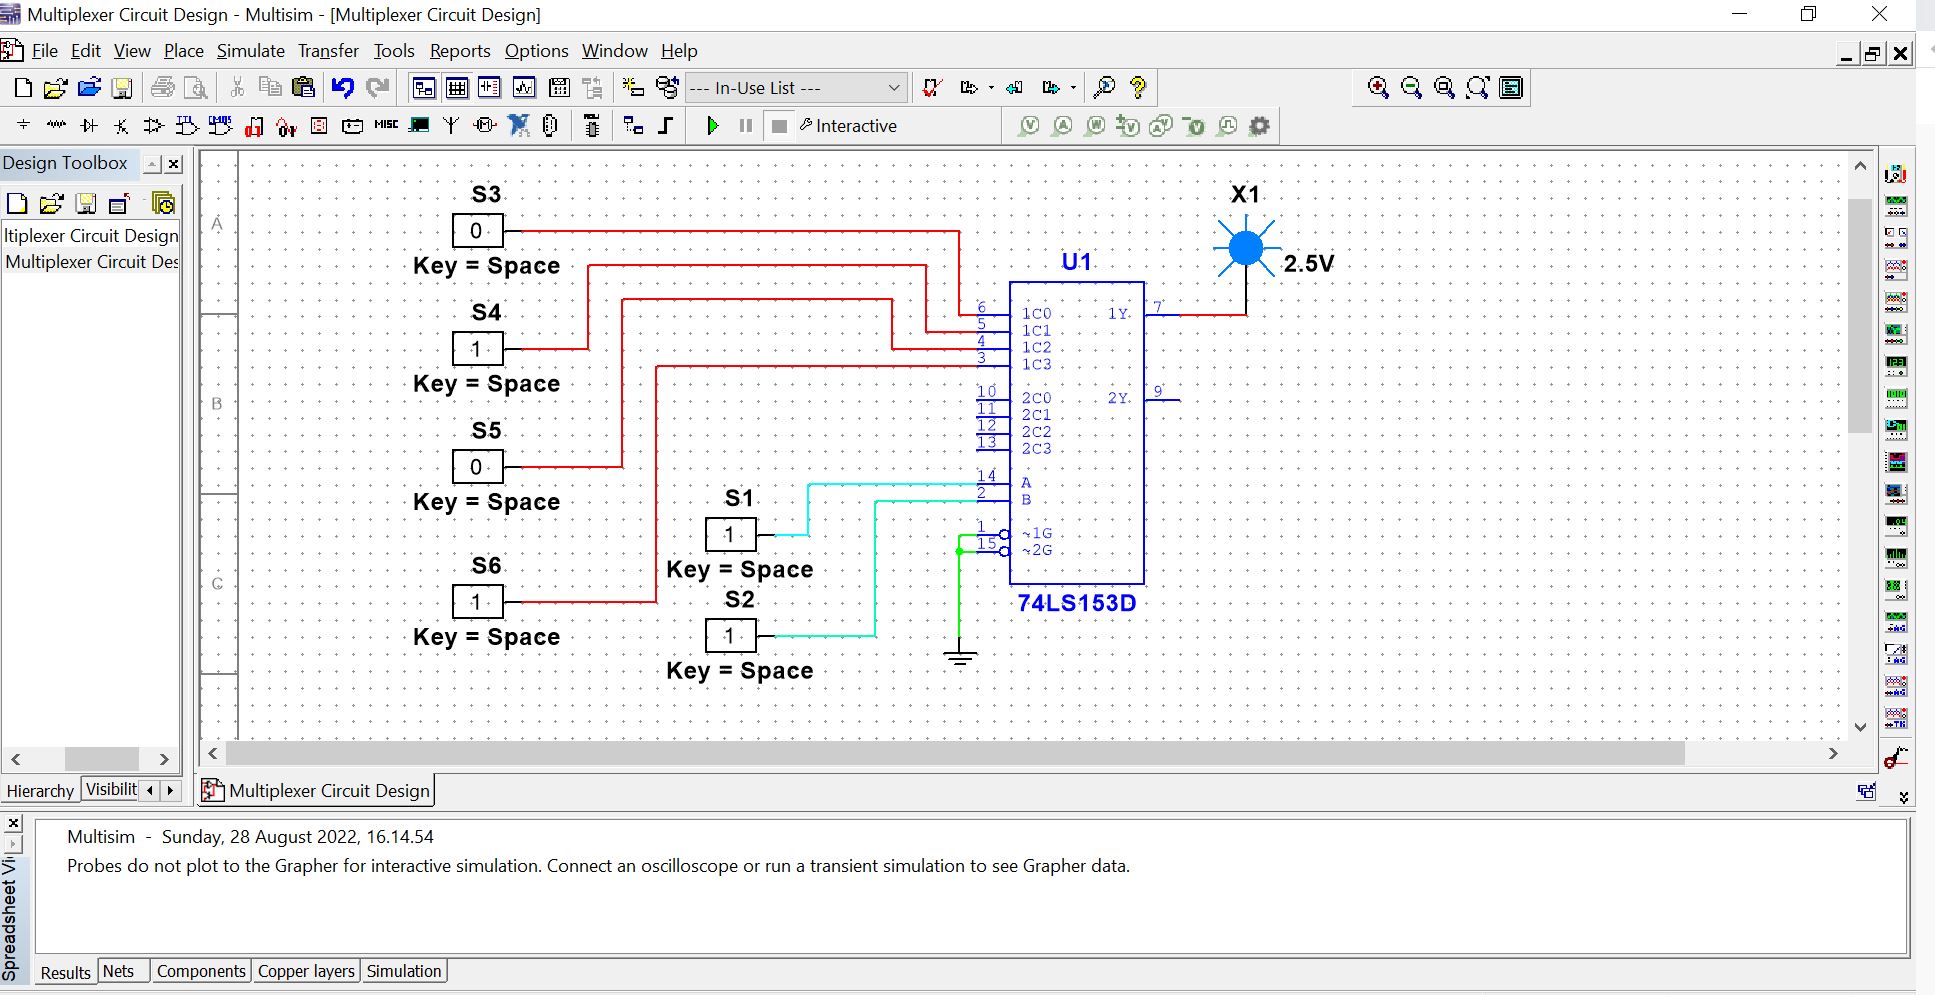 Multiplexer Circuit Design - Multisim - [Multiplexer Circuit Design]
File Edit View Place Simulate Transfer Tools Reports Options Window Help
--- In-Use List ---
MISC Interactive
Design Toolbox
ltiplexer Circuit Design
Multiplexer Circuit Des
Hierarchy Visibilit
A
B
C
S3
0
Key = Space
S4
1
Key = Space
S5
0
Key = Space
S6
1
Key = Space
S1
1
Key = Space
S2
1
Key = Space
X1
2.5V
U1
6 1C0 1Y 7
5 1C1
4 1C2
3 1C3
10 2C0 2Y 9
11 2C1
12 2C2
13 2C3
14 A
2 B
1 ~1G
15 ~2G
74LS153D
Multiplexer Circuit Design
Multisim - Sunday, 28 August 2022, 16.14.54
Probes do not plot to the Grapher for interactive simulation. Connect an oscilloscope or run a transient simulation to see Grapher data.
Spreadsheet Vi
Results Nets Components Copper layers Simulation